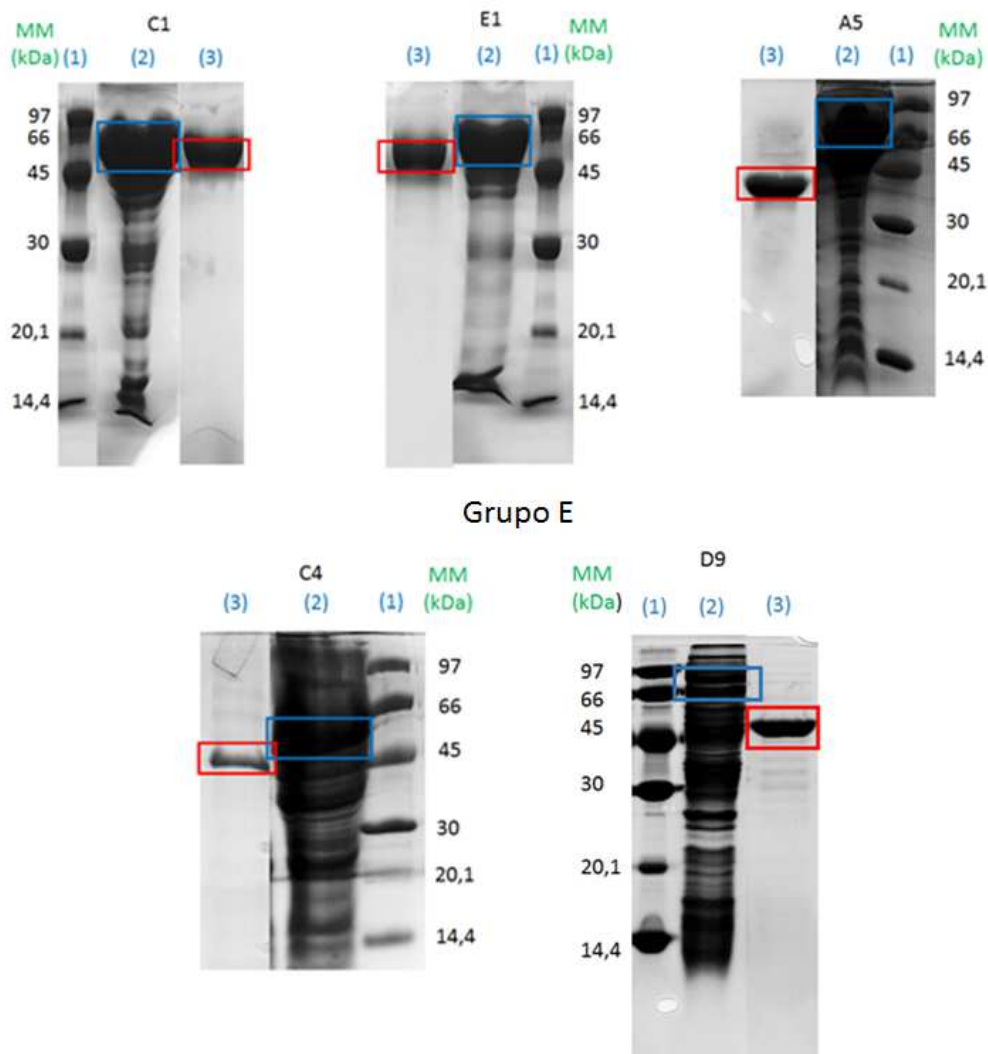 C1
MM
(kDa)
(1) (2) (3)
97
66
45
30
20,1
14,4
E1
MM
(kDa)
(3) (2) (1)
97
66
45
30
20,1
14,4
A5
MM
(kDa)
(3) (2) (1)
97
66
45
30
20,1
14,4
Grupo E
C4
MM
(kDa)
(3) (2) (1)
97
66
45
30
20,1
14,4
D9
MM
(kDa)
(1) (2) (3)
97
66
45
30
20,1
14,4